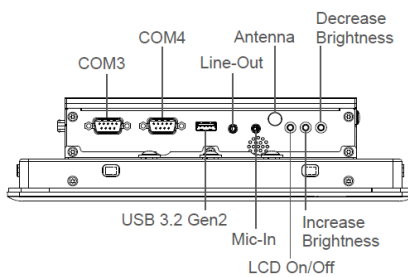 Decrease
Brightness
Antenna
COM4
Line-Out
COM3
USB 3.2 Gen2
Mic-In
Increase
Brightness
LCD On/Off